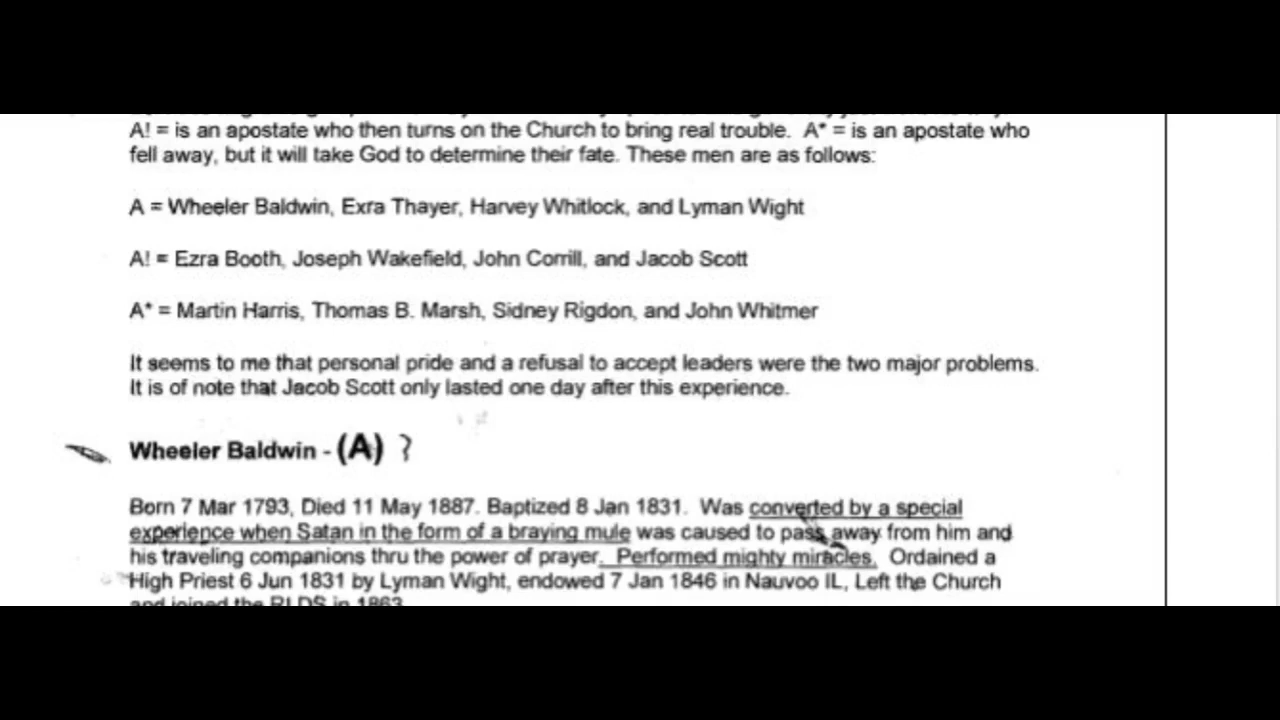 A! = is an apostate who then turns on the Church to bring real trouble. A* = is an apostate who
fell away, but it will take God to determine their fate. These men are as follows:
A = Wheeler Baldwin, Exra Thayer, Harvey Whitlock, and Lyman Wight
A! = Ezra Booth, Joseph Wakefield, John Corrill, and Jacob Scott
A* = Martin Harris, Thomas B. Marsh, Sidney Rigdon, and John Whitmer
It seems to me that personal pride and a refusal to accept leaders were the two major problems.
It is of note that Jacob Scott only lasted one day after this experience.
Wheeler Baldwin - (A) ?
Born 7 Mar 1793, Died 11 May 1887. Baptized 8 Jan 1831. Was converted by a special
experience when Satan in the form of a braying mule was caused to pass away from him and
his traveling companions thru the power of prayer. Performed mighty miracles. Ordained a
High Priest 6 Jun 1831 by Lyman Wight, endowed 7 Jan 1846 in Nauvoo IL, Left the Church
and joined the RLDS in 1863